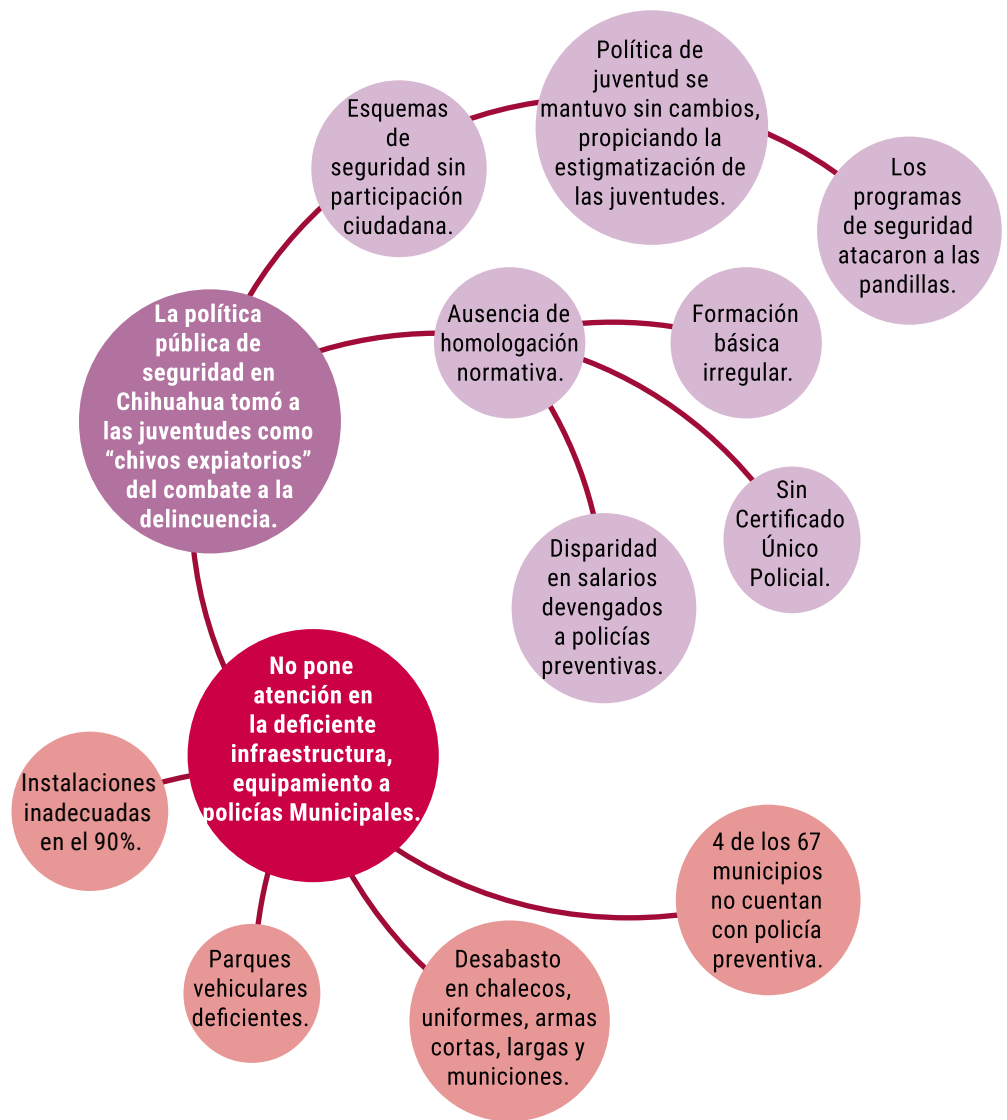 Política de
juventud se
mantuvo sin cambios,
propiciando la
estigmatización de
las juventudes.
Esquemas
de
seguridad sin
participación
ciudadana.
Los
programas
de seguridad
atacaron a las
pandillas.
La política
pública de
seguridad en
Chihuahua tomó a
las juventudes como
“chivos expiatorios”
del combate a la
delincuencia.
Ausencia de
homologación
normativa.
Formación
básica
irregular.
Sin
Certificado
Único
Policial.
Disparidad
en salarios
devengados
a policías
preventivas.
No pone
atención en
la deficiente
infraestructura,
equipamiento a
policías Municipales.
Instalaciones
inadecuadas
en el 90%.
4 de los 67
municipios
no cuentan
con policía
preventiva.
Parques
vehiculares
deficientes.
Desabasto
en chalecos,
uniformes, armas
cortas, largas y
municiones.